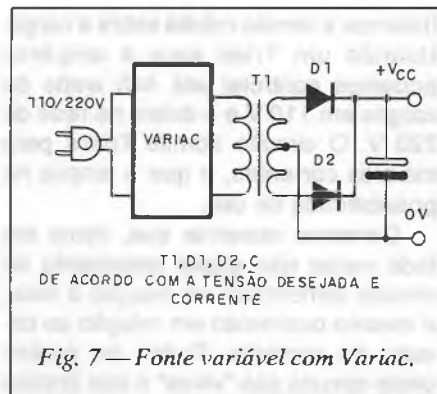 D1
+VCC
T1
110/220V
VARIAC
D2
0V
T1,D1,D2,C
DE ACORDO COM A TENSÃO DESEJADA E
CORRENTE
Fig. 7 — Fonte variável com Variac.